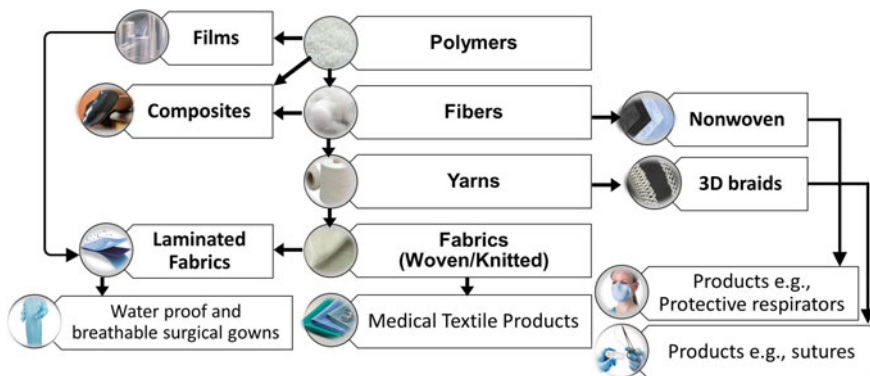 Films
Polymers
Composites
Fibers
Nonwoven
Yarns
3D braids
Laminated
Fabrics
Fabrics
(Woven/Knitted)
Products e.g.,
Protective respirators
Water proof and
breathable surgical gowns
Medical Textile Products
Products e.g., sutures